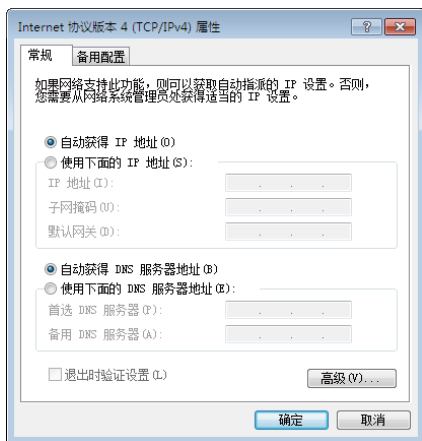 Internet 协议版本 4 (TCP/IPv4) 属性
常规 备用配置
如果网络支持此功能，则可以获取自动指派的 IP 设置。否则，
您需要从网络系统管理员处获得适当的 IP 设置。
自动获得 IP 地址(O)
使用下面的 IP 地址(S):
IP 地址(I):
子网掩码(U):
默认网关(D):
自动获得 DNS 服务器地址(B)
使用下面的 DNS 服务器地址(E):
首选 DNS 服务器(P):
备用 DNS 服务器(A):
退出时验证设置(L)
高级(V)...
确定 取消